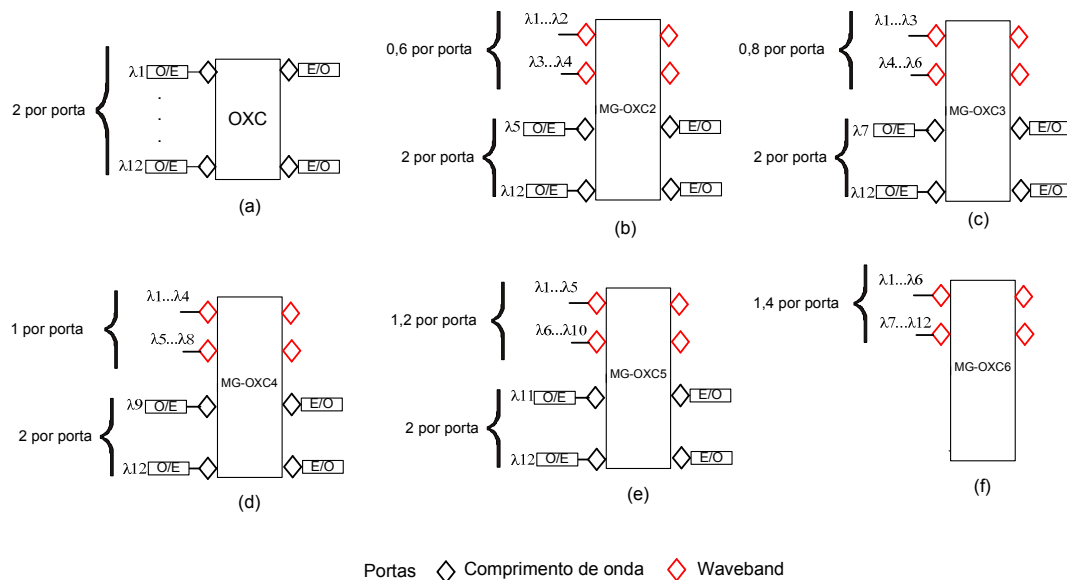 2 por porta
λ1 O/E E/O
.
.
.
OXC
λ12 O/E E/O
(a)
0,6 por porta
λ1...λ2
λ3...λ4
MG-OXC2
2 por porta
λ5 O/E E/O
λ12 O/E E/O
(b)
0,8 por porta
λ1...λ3
λ4...λ6
MG-OXC3
2 por porta
λ7 O/E E/O
λ12 O/E E/O
(c)
1 por porta
λ1...λ4
λ5...λ8
MG-OXC4
2 por porta
λ9 O/E E/O
λ12 O/E E/O
(d)
1,2 por porta
λ1...λ5
λ6...λ10
MG-OXC5
2 por porta
λ11 O/E E/O
λ12 O/E E/O
(e)
1,4 por porta
λ1...λ6
λ7...λ12
MG-OXC6
(f)
Portas Comprimento de onda Waveband